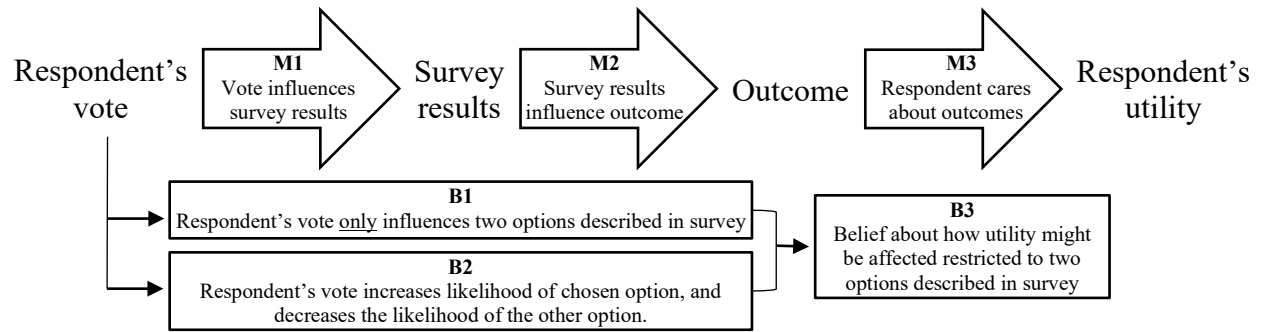 Respondent's
vote
M1
Vote influences
survey results
Survey
results
M2
Survey results
influence outcome
Outcome
M3
Respondent cares
about outcomes
Respondent's
utility
B1
Respondent's vote only influences two options described in survey
B2
Respondent's vote increases likelihood of chosen option, and
decreases the likelihood of the other option.
B3
Belief about how utility might
be affected restricted to two
options described in survey